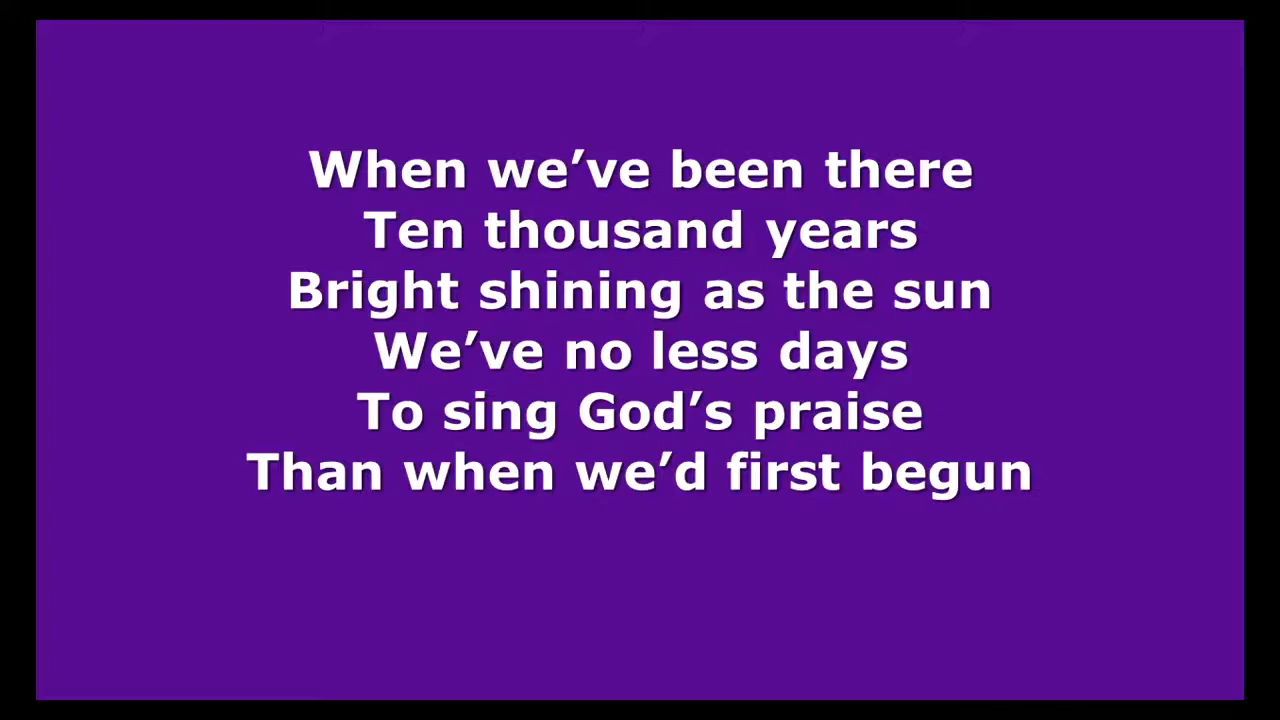 When we’ve been there
Ten thousand years
Bright shining as the sun
We’ve no less days
To sing God’s praise
Than when we’d first begun